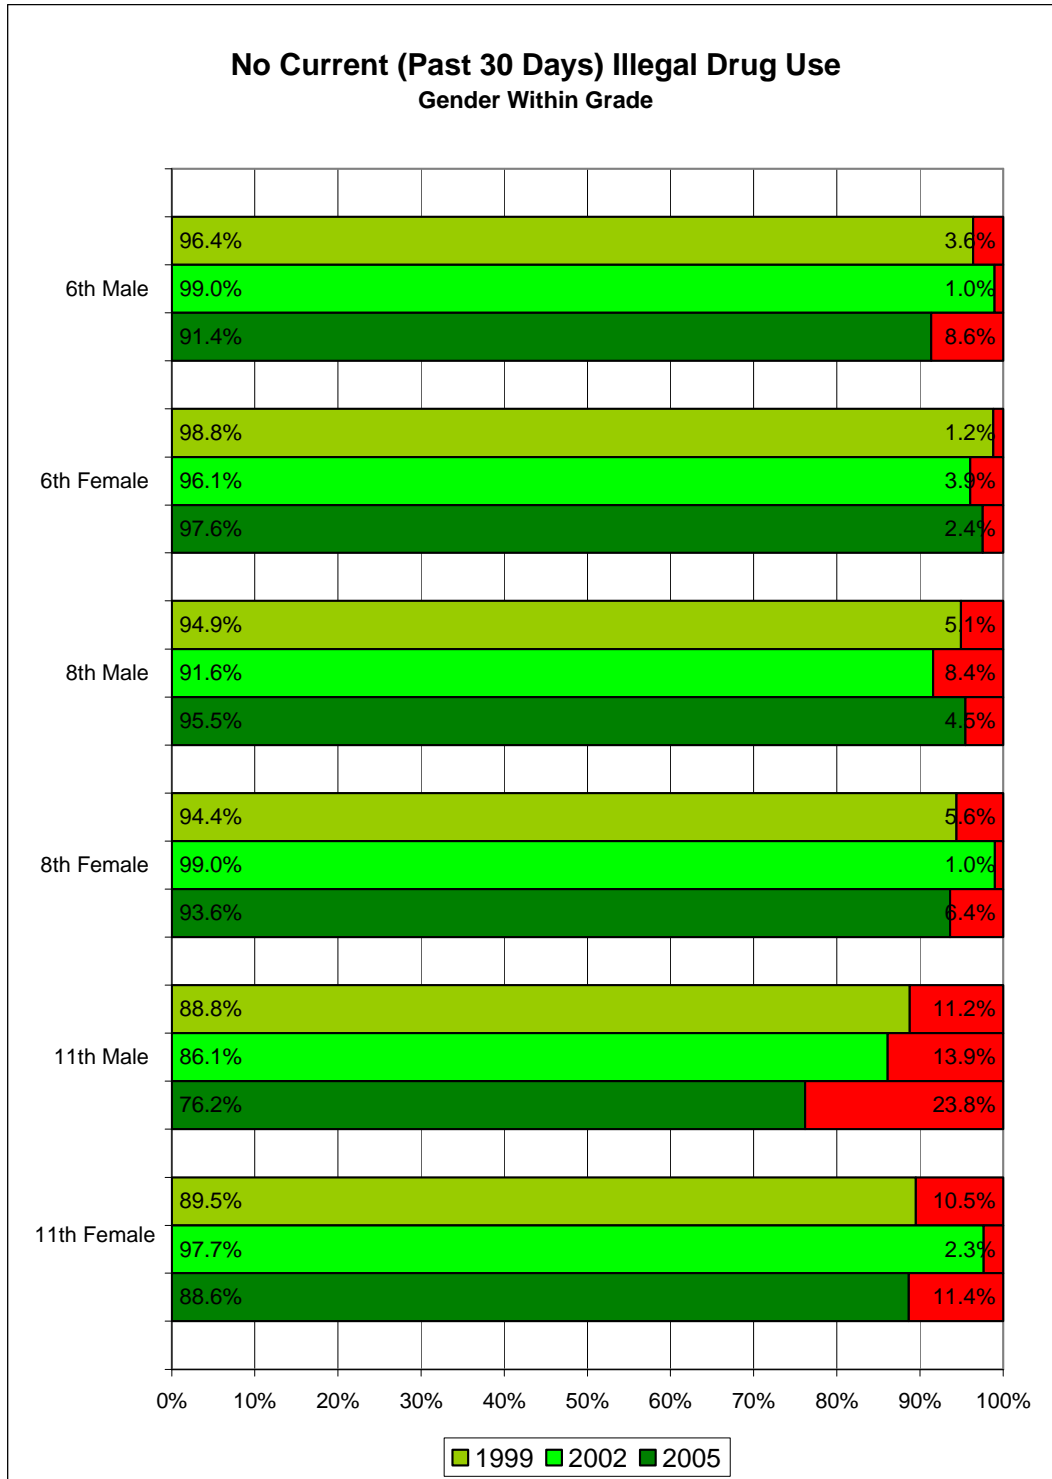 No Current (Past 30 Days) Illegal Drug Use
Gender Within Grade
96.4% 3.6%
6th Male 99.0% 1.0%
91.4% 8.6%
98.8% 1.2%
6th Female 96.1% 3.9%
97.6% 2.4%
94.9% 5.1%
8th Male 91.6% 8.4%
95.5% 4.5%
94.4% 5.6%
8th Female 99.0% 1.0%
93.6% 6.4%
88.8% 11.2%
11th Male 86.1% 13.9%
76.2% 23.8%
89.5% 10.5%
11th Female 97.7% 2.3%
88.6% 11.4%
0% 10% 20% 30% 40% 50% 60% 70% 80% 90% 100%
1999 2002 2005